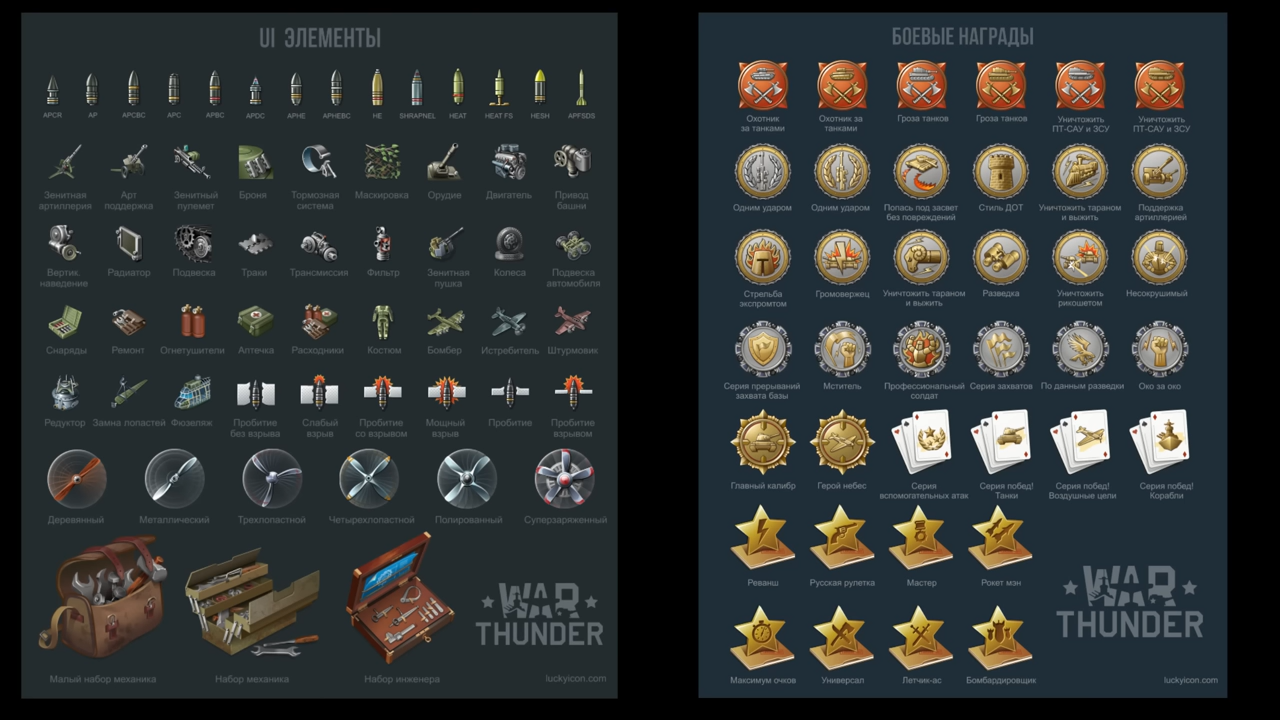 UI ЭЛЕМЕНТЫ
APCR AP APCBC APC APBC APDC APHE APHEBC HE SHRAPNEL HEAT HEAT FS HESH APFSDS
Зенитная артиллерия
Арт поддержка
Зенитный пулемет
Броня
Тормозная система
Маскировка
Орудие
Двигатель
Привод башни
Вертик. наведение
Радиатор
Подвеска
Траки
Трансмиссия
Фильтр
Зенитная пушка
Колеса
Подвеска автомобиля
Снаряды
Ремонт
Огнетушители
Аптечка
Расходники
Костюм
Бомбер
Истребитель
Штурмовик
Редуктор
Замна лопастей
Фюзеляж
Пробитие без взрыва
Слабый взрыв
Пробитие со взрывом
Мощный взрыв
Пробитие
Пробитие взрывом
Деревянный
Металлический
Трехлопастной
Четырехлопастной
Полированный
Суперзаряженный
WAR
THUNDER
Малый набор механика
Набор механика
Набор инженера
luckyicon.com
БОЕВЫЕ НАГРАДЫ
Охотник за танками
Охотник за танками
Гроза танков
Гроза танков
Уничтожить ПТ-САУ и ЗСУ
Уничтожить ПТ-САУ и ЗСУ
Одним ударом
Одним ударом
Попась под засвет без повреждений
Стиль ДОТ
Уничтожить тараном и выжить
Поддержка артиллерией
Стрельба экспромтом
Громовержец
Уничтожить тараном и выжить
Разведка
Уничтожить рикошетом
Несокрушимый
Серия прерываний захвата базы
Мститель
Профессиональный солдат
Серия захватов
По данным разведки
Око за око
Главный калибр
Герой небес
Серия вспомогательных атак
Серия побед! Танки
Серия побед! Воздушные цели
Серия побед! Корабли
Реванш
Русская рулетка
Мастер
Рокет мэн
WAR
THUNDER
Максимум очков
Универсал
Летчик-ас
Бомбардировщик
luckyicon.com